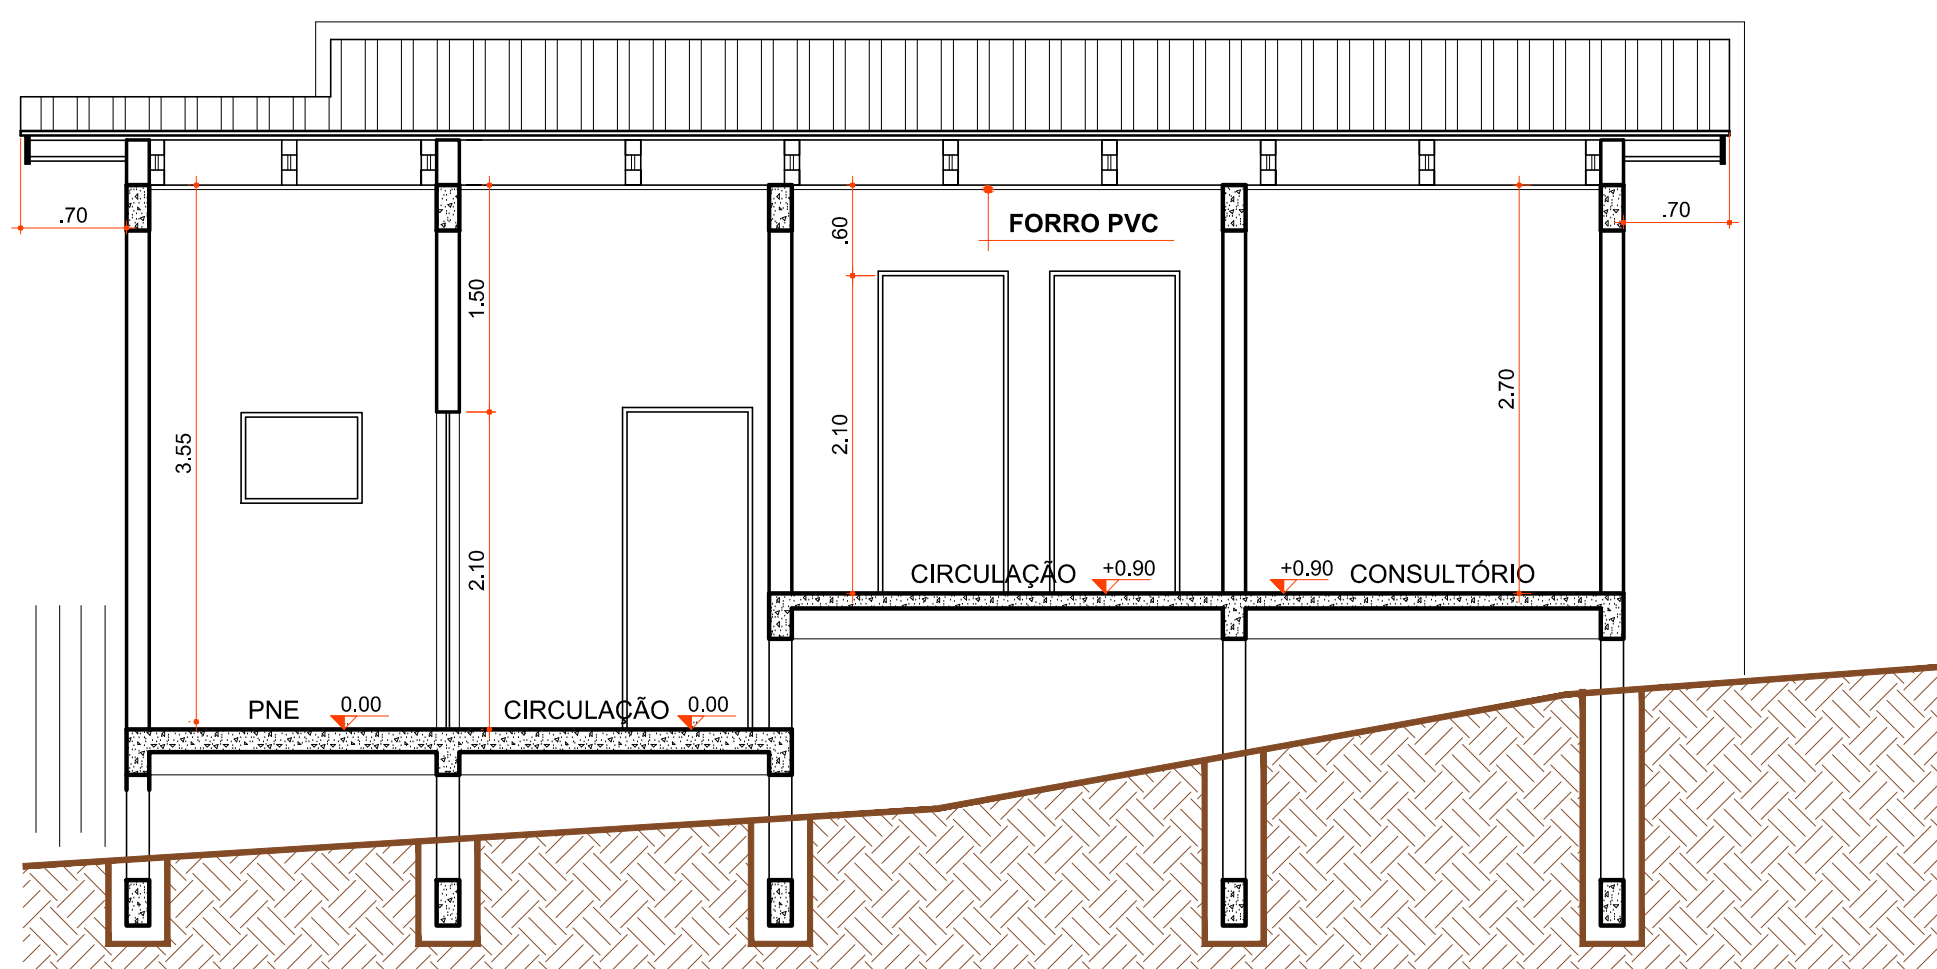 .70
.70
.60
FORRO PVC
1.50
2.70
3.55
2.10
2.10
CIRCULAÇÃO +0.90
+0.90 CONSULTÓRIO
PNE 0.00
CIRCULAÇÃO 0.00